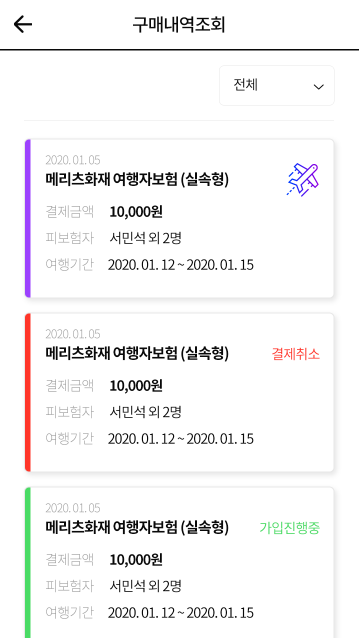 구매내역조회
전체
2020. 01. 05
메리츠화재 여행자보험 (실속형)
결제금액 10,000원
피보험자 서민석 외 2명
여행기간 2020. 01. 12 ~ 2020. 01. 15
2020. 01. 05
메리츠화재 여행자보험 (실속형) 결제취소
결제금액 10,000원
피보험자 서민석 외 2명
여행기간 2020. 01. 12 ~ 2020. 01. 15
2020. 01. 05
메리츠화재 여행자보험 (실속형) 가입진행중
결제금액 10,000원
피보험자 서민석 외 2명
여행기간 2020. 01. 12 ~ 2020. 01. 15